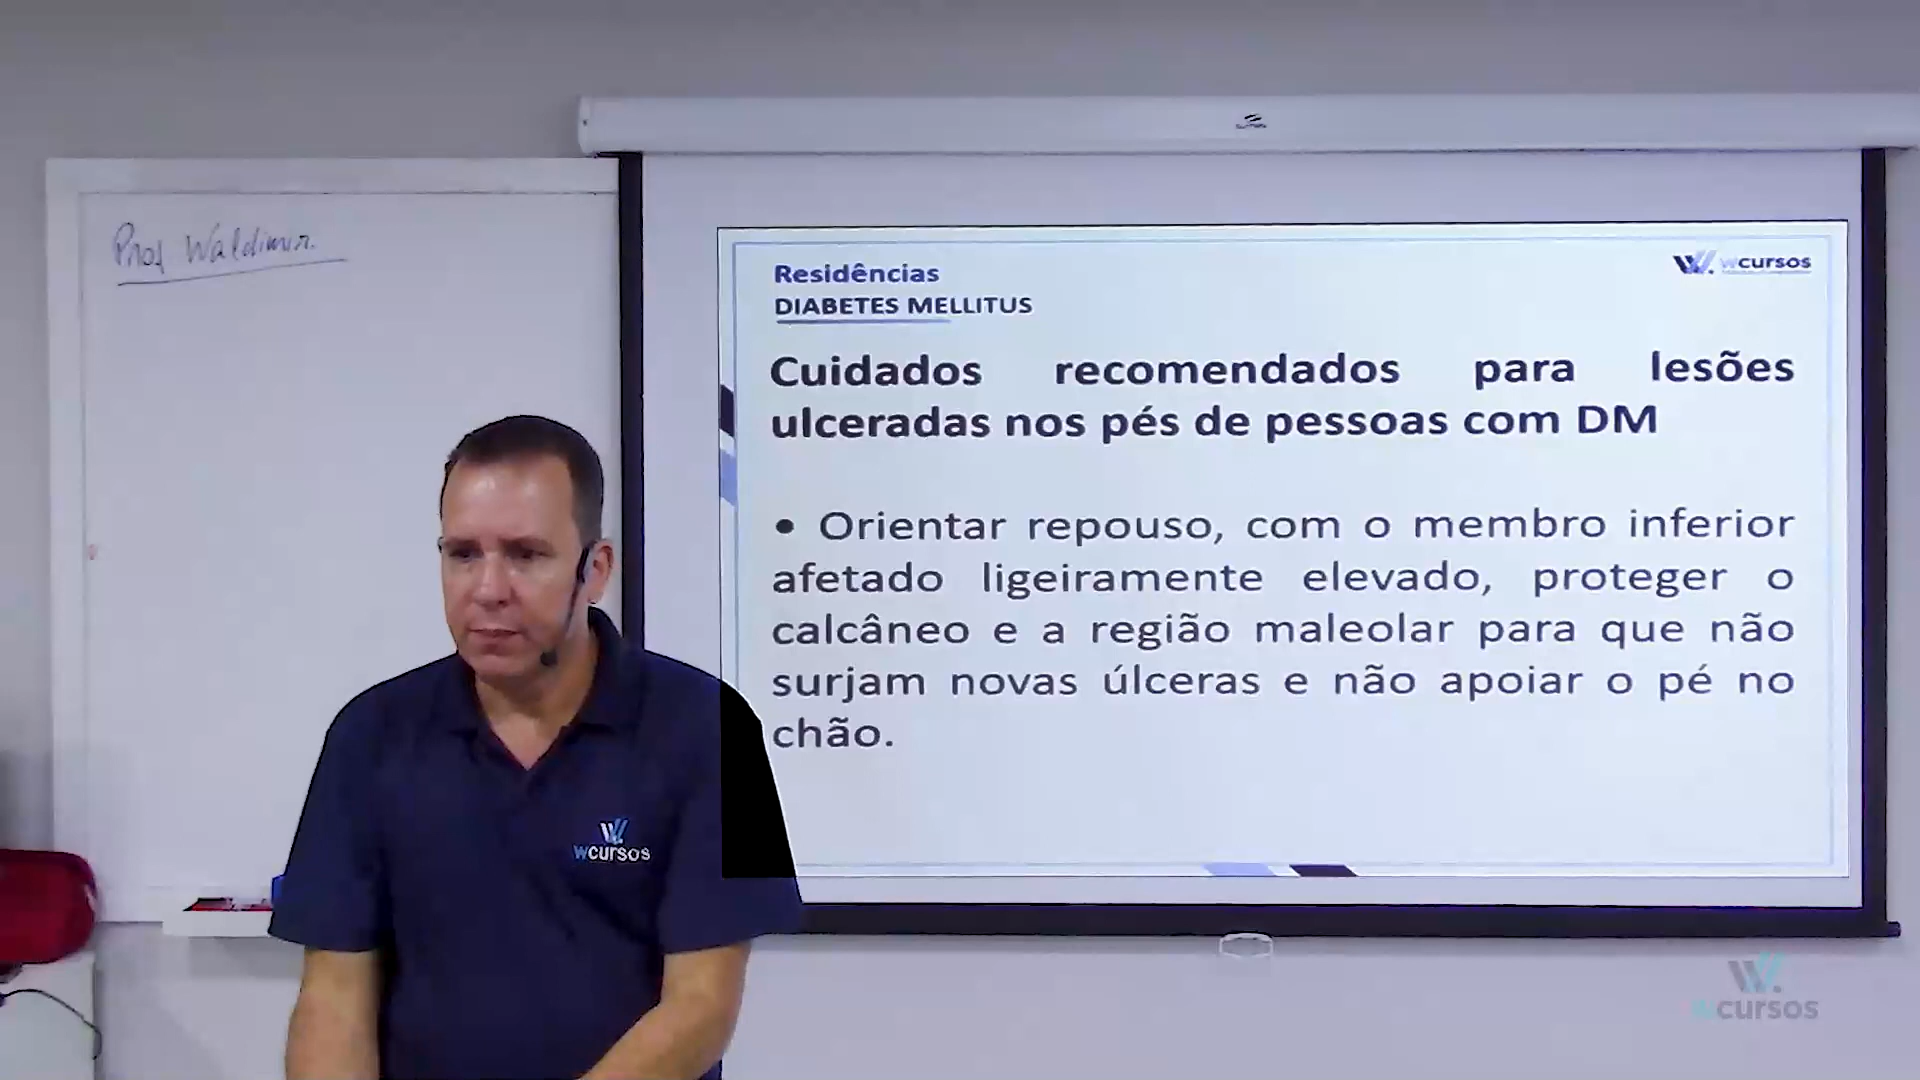 Prof Waldimir.
Residências
DIABETES MELLITUS
wcursos
Cuidados recomendados para lesões
ulceradas nos pés de pessoas com DM
• Orientar repouso, com o membro inferior
afetado ligeiramente elevado, proteger o
calcâneo e a região maleolar para que não
surjam novas úlceras e não apoiar o pé no
chão.
wcursos
wcursos